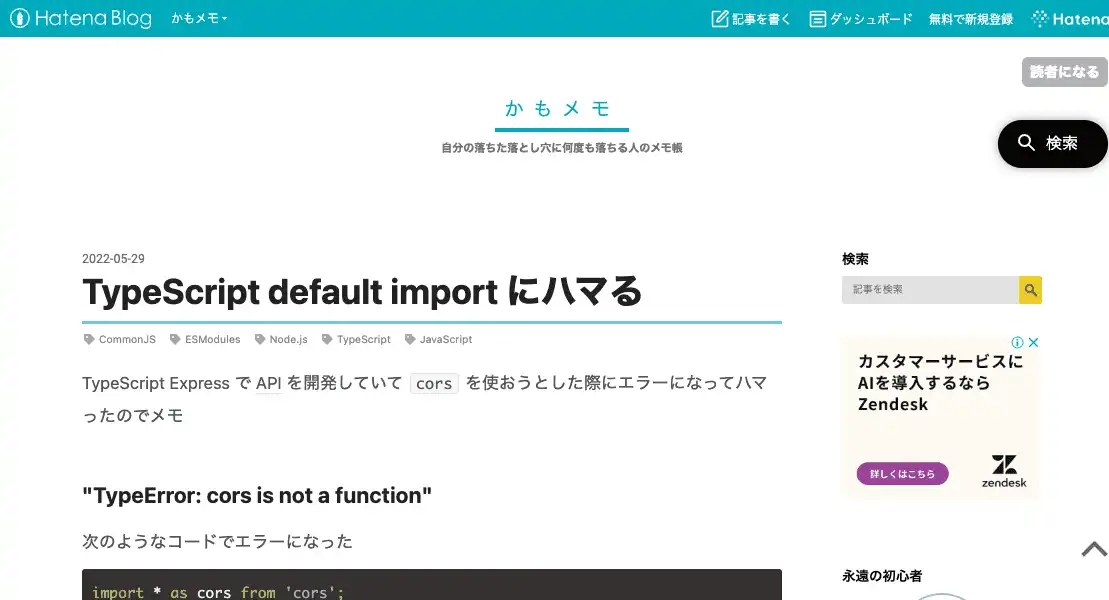 Hatena Blog
かもメモ
記事を書く
ダッシュボード
無料で新規登録
Hatena
読者になる
かもメモ
自分の落ちた落とし穴に何度も落ちる人のメモ帳
検索
2022-05-29
TypeScript default import にハマる
CommonJS ESModules Node.js TypeScript JavaScript
TypeScript Express で API を開発していて cors を使おうとした際にエラーになってハマ
ったのでメモ
"TypeError: cors is not a function"
次のようなコードでエラーになった
import * as cors from 'cors';
検索
記事を検索
カスタマーサービスに
AIを導入するなら
Zendesk
詳しくはこちら
zendesk
永遠の初心者